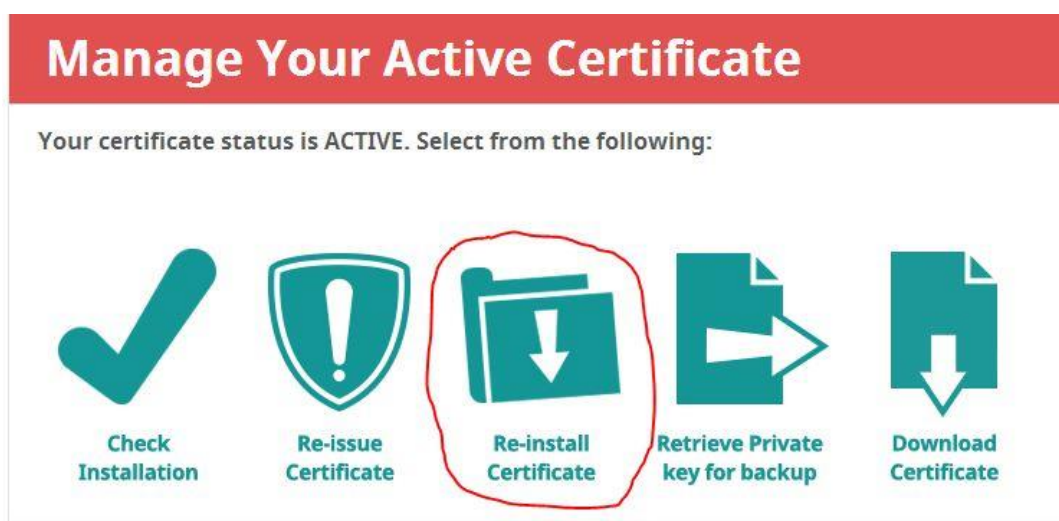 Manage Your Active Certificate
Your certificate status is ACTIVE. Select from the following:
Check
Installation
Re-issue
Certificate
Re-install
Certificate
Retrieve Private
key for backup
Download
Certificate